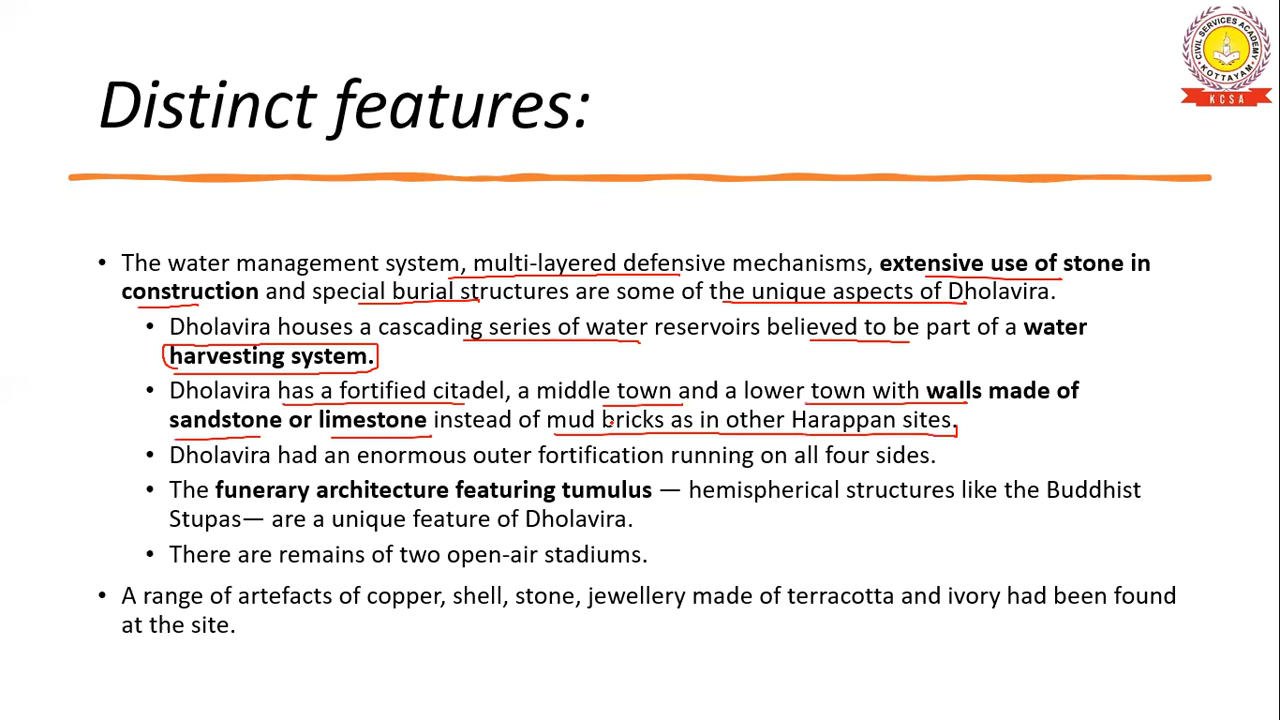 CIVIL SERVICES ACADEMY
KOTTAYAM
KCSA
Distinct features:
• The water management system, multi-layered defensive mechanisms, extensive use of stone in
construction and special burial structures are some of the unique aspects of Dholavira.
• Dholavira houses a cascading series of water reservoirs believed to be part of a water
harvesting system.
• Dholavira has a fortified citadel, a middle town and a lower town with walls made of
sandstone or limestone instead of mud bricks as in other Harappan sites.
• Dholavira had an enormous outer fortification running on all four sides.
• The funerary architecture featuring tumulus — hemispherical structures like the Buddhist
Stupas— are a unique feature of Dholavira.
• There are remains of two open-air stadiums.
• A range of artefacts of copper, shell, stone, jewellery made of terracotta and ivory had been found
at the site.